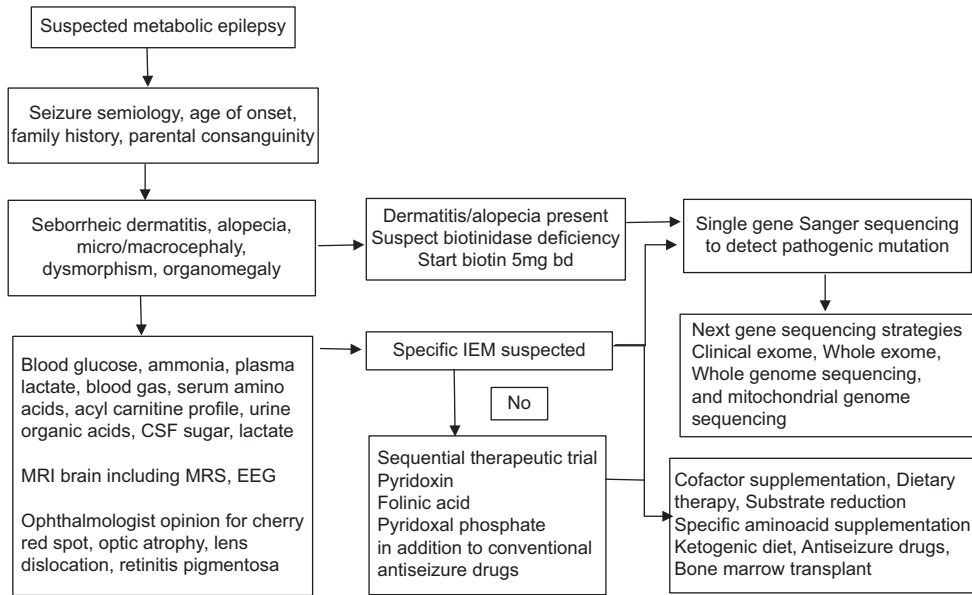 Suspected metabolic epilepsy
Seizure semiology, age of onset,
family history, parental consanguinity
Seborrheic dermatitis, alopecia,
micro/macrocephaly,
dysmorphism, organomegaly
Dermatitis/alopecia present
Suspect biotinidase deficiency
Start biotin 5mg bd
Single gene Sanger sequencing
to detect pathogenic mutation
Next gene sequencing strategies
Clinical exome, Whole exome,
Whole genome sequencing,
and mitochondrial genome
sequencing
Blood glucose, ammonia, plasma
lactate, blood gas, serum amino
acids, acyl carnitine profile, urine
organic acids, CSF sugar, lactate
MRI brain including MRS, EEG
Ophthalmologist opinion for cherry
red spot, optic atrophy, lens
dislocation, retinitis pigmentosa
Specific IEM suspected
No
Sequential therapeutic trial
Pyridoxin
Folinic acid
Pyridoxal phosphate
in addition to conventional
antiseizure drugs
Cofactor supplementation, Dietary
therapy, Substrate reduction
Specific aminoacid supplementation
Ketogenic diet, Antiseizure drugs,
Bone marrow transplant